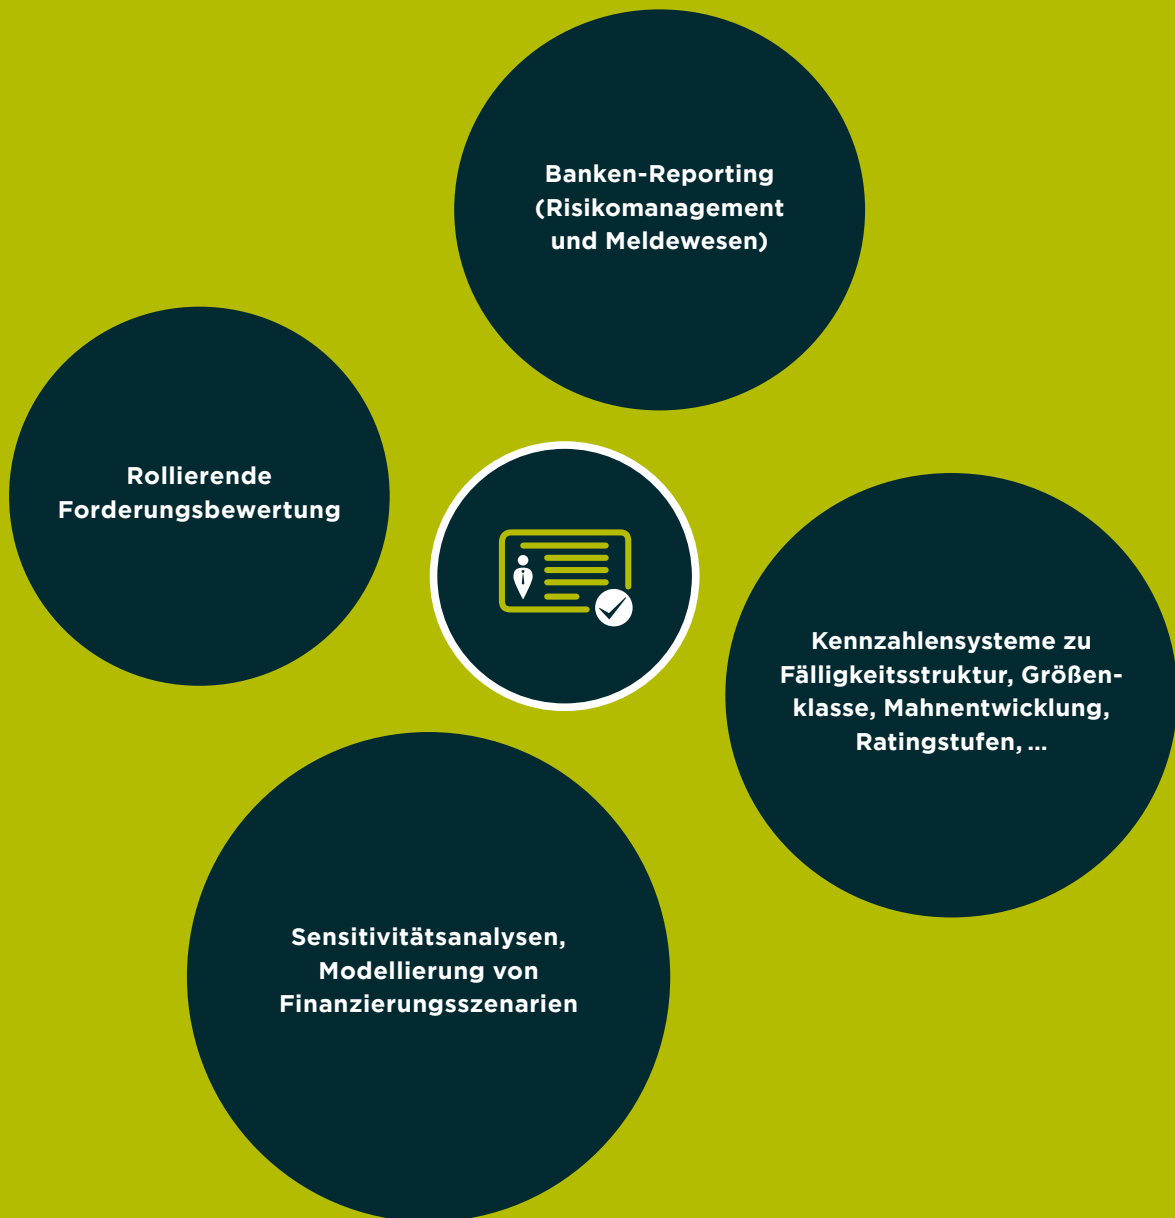 Banken-Reporting
(Risikomanagement
und Meldewesen)
Rollierende
Forderungsbewertung
Kennzahlensysteme zu
Fälligkeitsstruktur, Größen-
klasse, Mahnentwicklung,
Ratingstufen, ...
Sensitivitätsanalysen,
Modellierung von
Finanzierungsszenarien